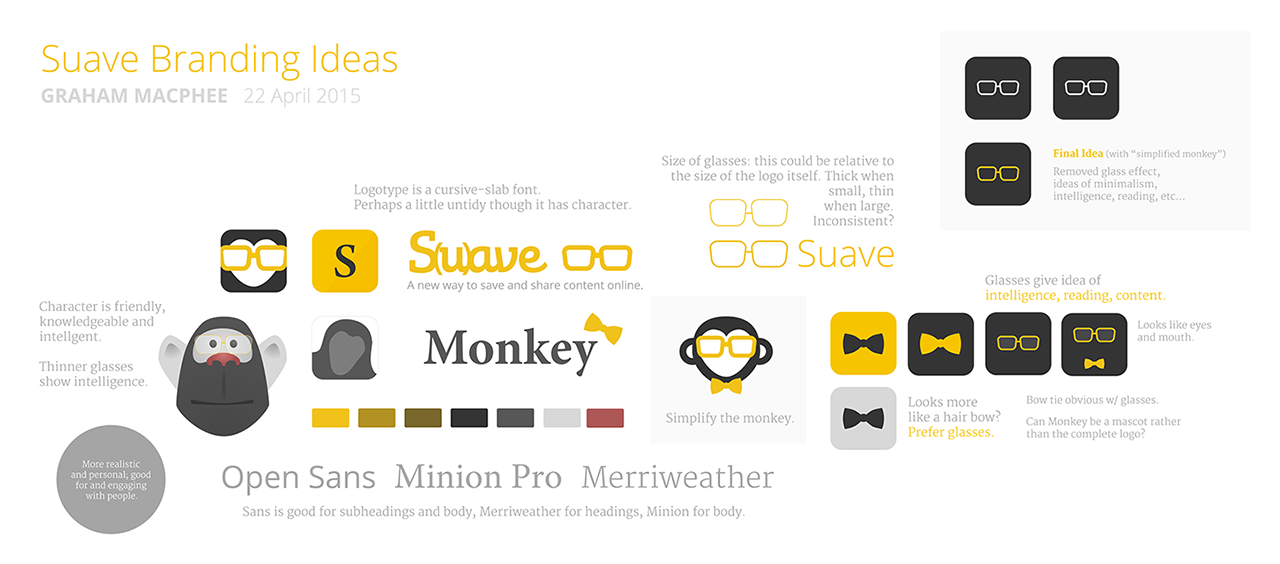 Suave Branding Ideas
GRAHAM MACPHEE 22 April 2015
Final Idea (with “simplified monkey”)
Removed glass effect,
ideas of minimalism,
intelligence, reading, etc...
Size of glasses: this could be relative to
the size of the logo itself. Thick when
small, thin
when large.
Inconsistent?
Suave
Logotype is a cursive-slab font.
Perhaps a little untidy though it has character.
S
Suave
A new way to save and share content online.
Character is friendly,
knowledgeable and
intellgent.
Thinner glasses
show intelligence.
Monkey
Simplify the monkey.
Glasses give idea of
intelligence, reading, content.
Looks like eyes
and mouth.
Looks more
like a hair bow?
Prefer glasses.
Bow tie obvious w/ glasses.
Can Monkey be a mascot rather
than the complete logo?
More realistic
and personal; good
for and engaging
with people.
Open Sans Minion Pro Merriweather
Sans is good for subheadings and body, Merriweather for headings, Minion for body.